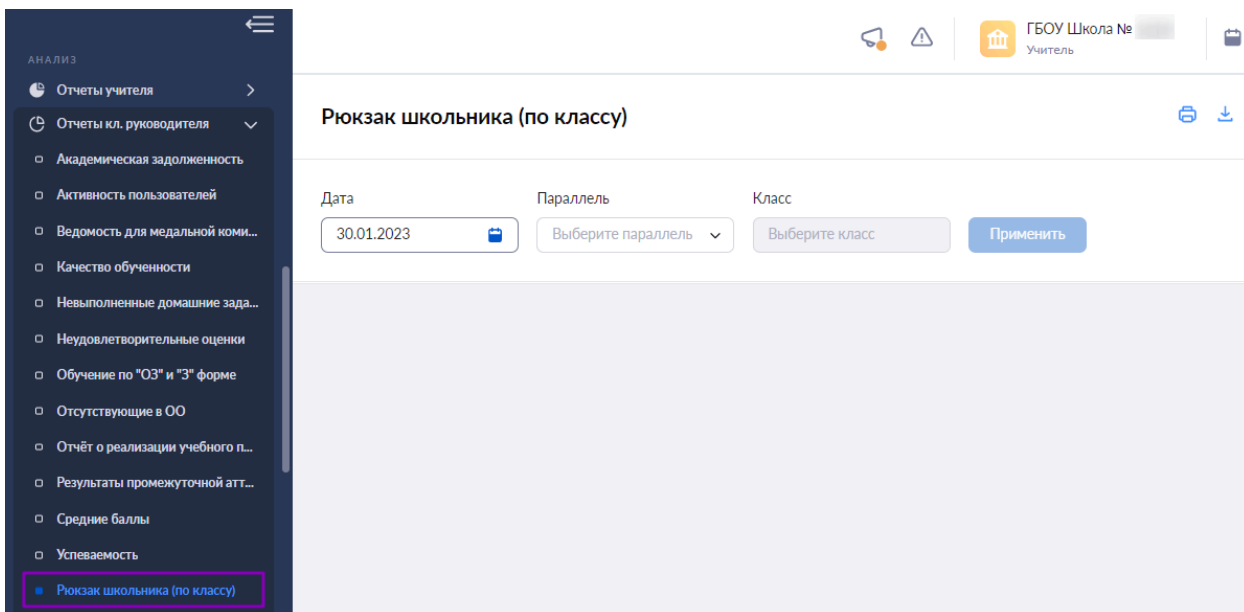 АНАЛИЗ
Отчеты учителя
Отчеты кл. руководителя
Академическая задолженность
Активность пользователей
Ведомость для медальной коми...
Качество обученности
Невыполненные домашние зада...
Неудовлетворительные оценки
Обучение по "ОЗ" и "З" форме
Отсутствующие в ОО
Отчёт о реализации учебного п...
Результаты промежуточной атт...
Средние баллы
Успеваемость
Рюкзак школьника (по классу)
ГБОУ Школа №
Учитель
Рюкзак школьника (по классу)
Дата
Параллель
Класс
30.01.2023
Выберите параллель
Выберите класс
Применить